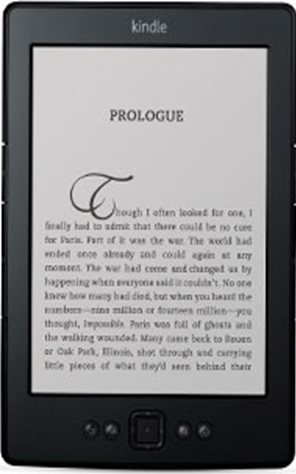 kindle
PROLOGUE
Though I often looked for one, I
finally had to admit that there could be no cure
for Paris. Part of it was the war. The world had
ended once already and could again at any
moment. The war had come and changed us by
happening when everyone said it couldn't. No one
knew how many had died, but when you heard the
numbers—nine million or fourteen million—you
thought, Impossible. Paris was full of ghosts and
the walking wounded. Many came back to Rouen
or Oak Park, Illinois, shot through and carrying
little pieces of what they'd seen behind their